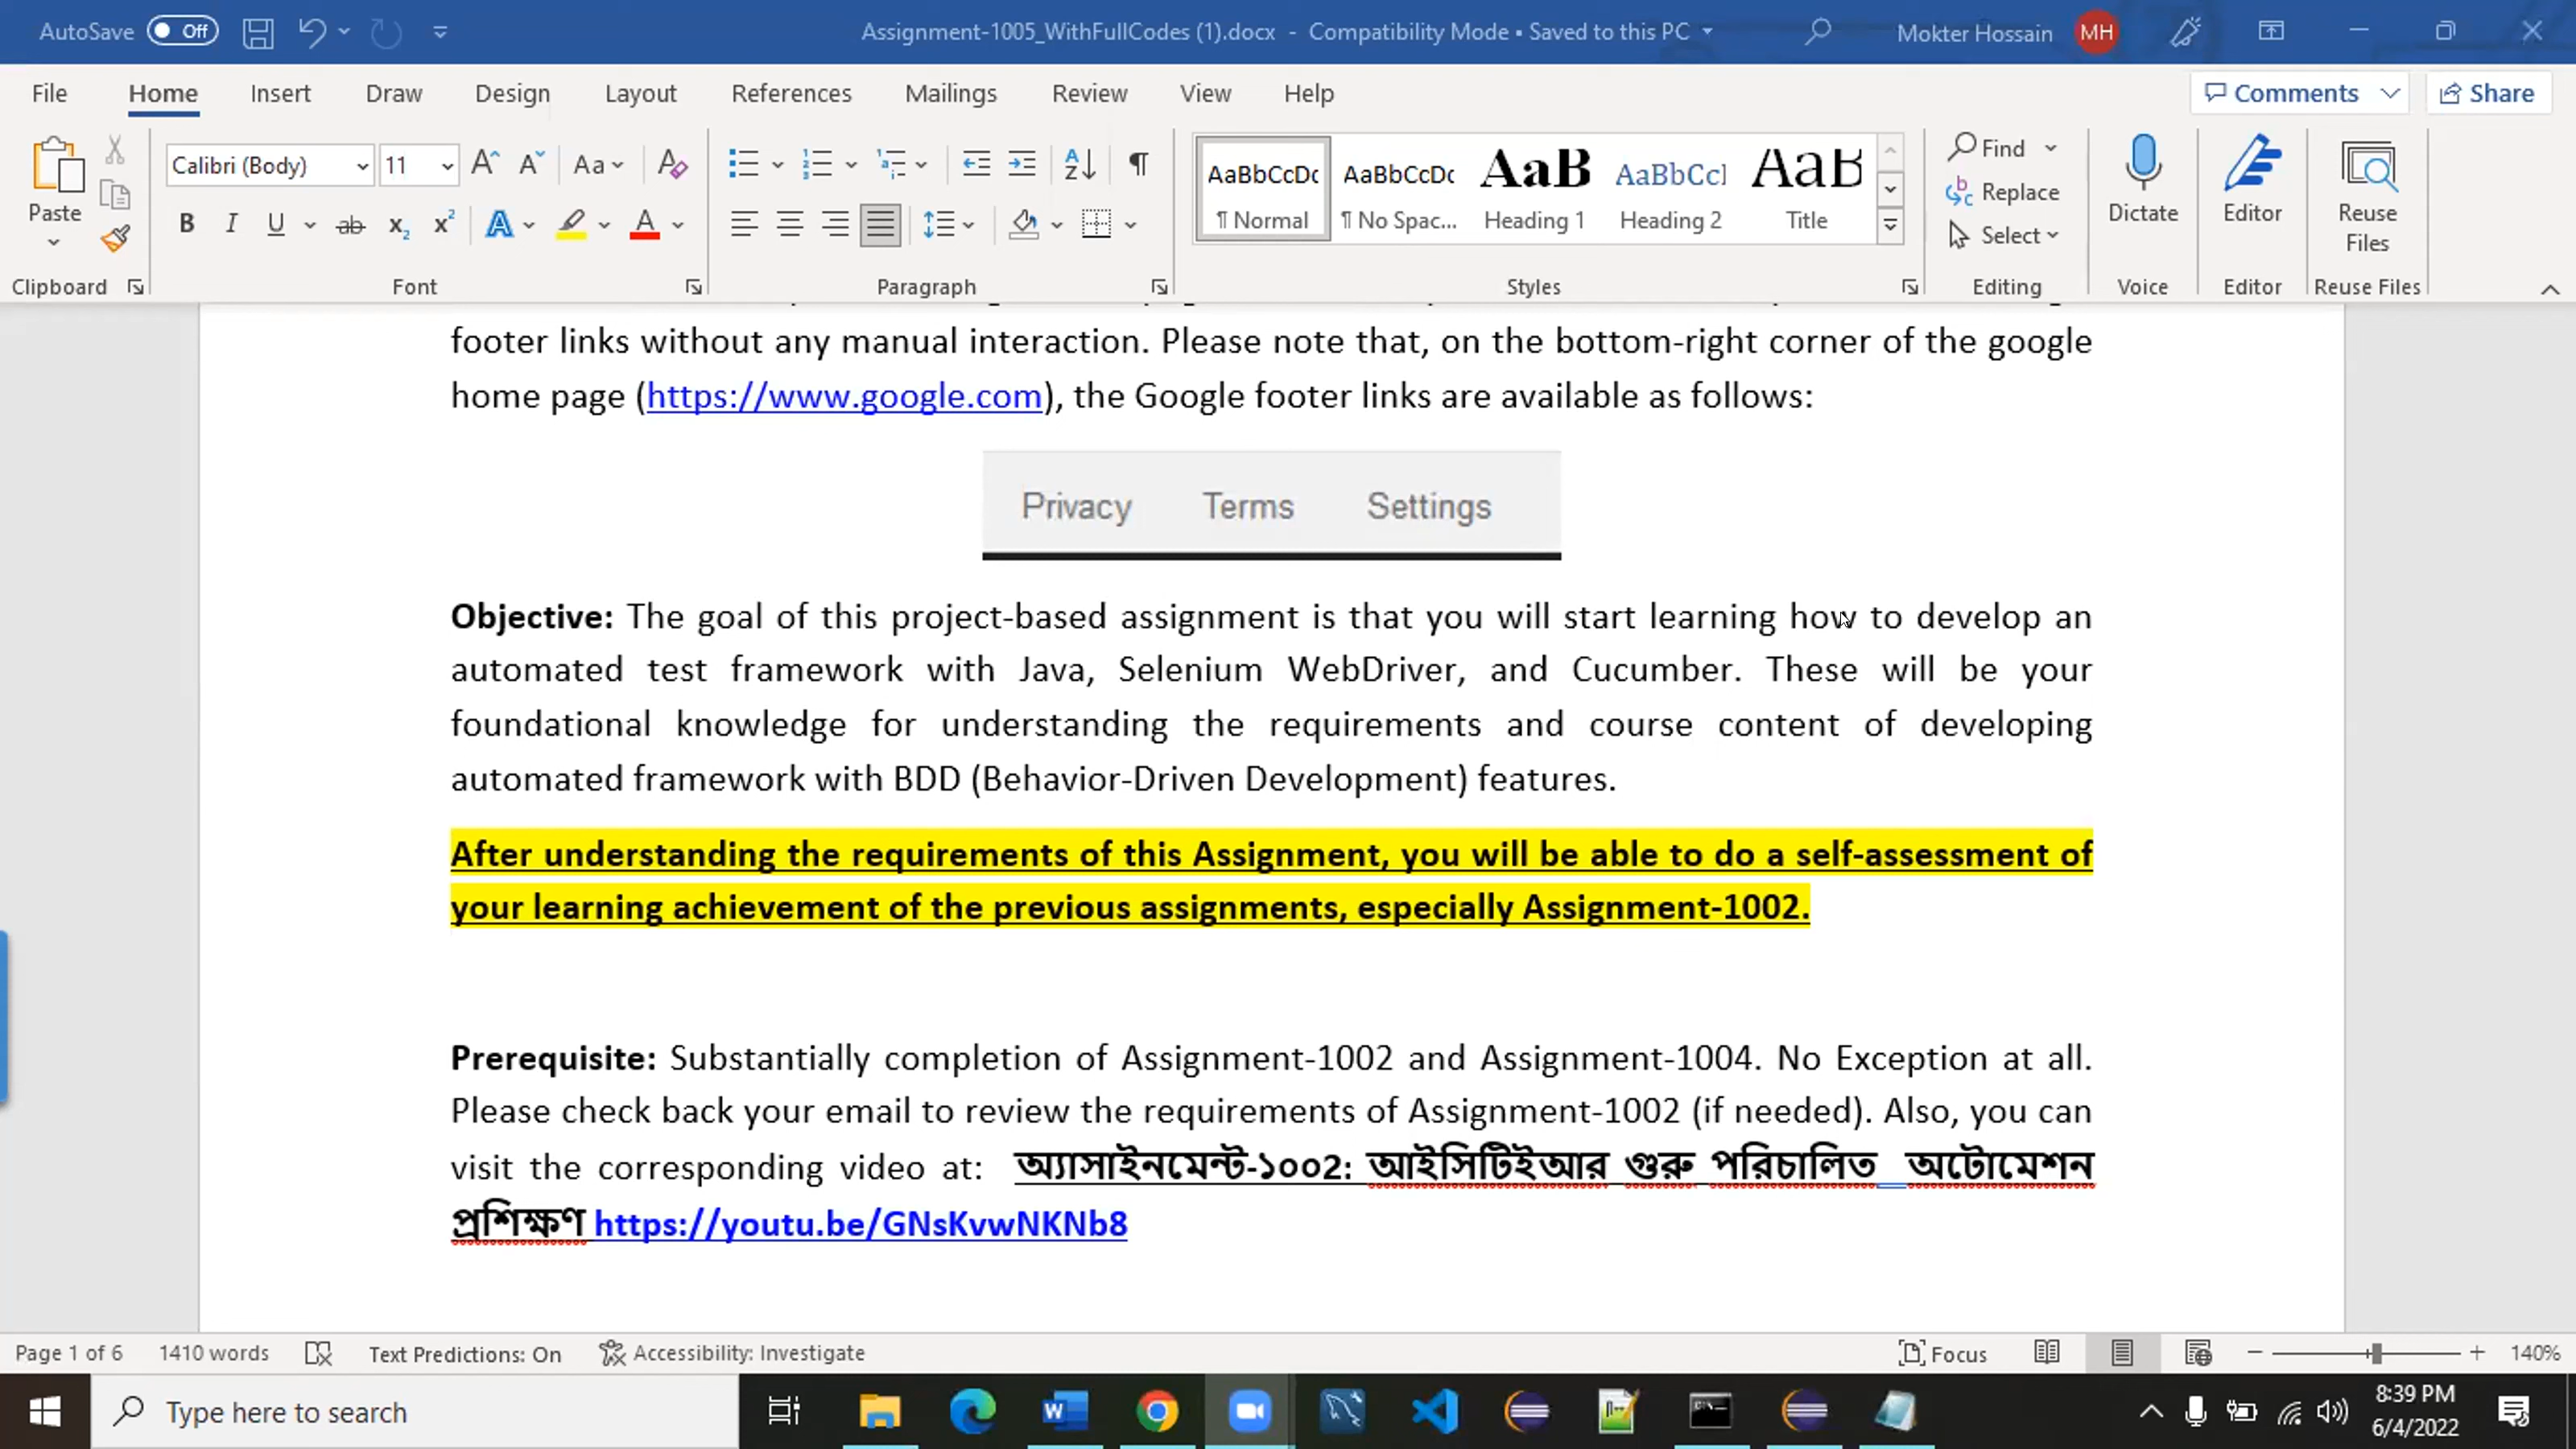 AutoSave Off Assignment-1005_WithFullCodes (1).docx - Compatibility Mode • Saved to this PC Mokter Hossain MH
File Home Insert Draw Design Layout References Mailings Review View Help Comments Share
Paste Calibri (Body) 11 Aa AaBbCcDc ¶ Normal AaBbCcDc ¶ No Spac... AaB Heading 1 AaBbCcl Heading 2 AaB Title Find Replace Select Dictate Editor Reuse Files
Clipboard Font Paragraph Styles Editing Voice Editor Reuse Files
footer links without any manual interaction. Please note that, on the bottom-right corner of the google
home page (https://www.google.com), the Google footer links are available as follows:
Privacy Terms Settings
Objective: The goal of this project-based assignment is that you will start learning how to develop an
automated test framework with Java, Selenium WebDriver, and Cucumber. These will be your
foundational knowledge for understanding the requirements and course content of developing
automated framework with BDD (Behavior-Driven Development) features.
After understanding the requirements of this Assignment, you will be able to do a self-assessment of
your learning achievement of the previous assignments, especially Assignment-1002.
Prerequisite: Substantially completion of Assignment-1002 and Assignment-1004. No Exception at all.
Please check back your email to review the requirements of Assignment-1002 (if needed). Also, you can
visit the corresponding video at: অ্যাসাইনমেন্ট-১০০2: আইসিটিইআর গুরু পরিচালিত অটোমেশন
প্রশিক্ষণ https://youtu.be/GNsKvwNKNb8
Page 1 of 6 1410 words Text Predictions: On Accessibility: Investigate Focus 140%
Type here to search 8:39 PM
6/4/2022